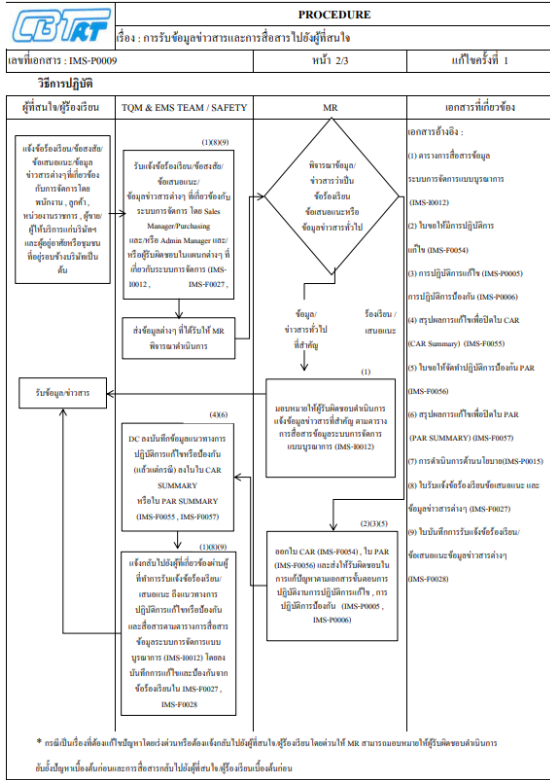 CBTRT
PROCEDURE
เรื่อง : การรับข้อมูลข่าวสารและการสื่อสารไปยังผู้ที่สนใจ
เลขที่เอกสาร : IMS-P0009
หน้า 2/3
แก้ไขครั้งที่ 1
วิธีการปฏิบัติ
ผู้ที่สนใจ/ผู้ร้องเรียน
TQM & EMS TEAM / SAFETY
MR
เอกสารที่เกี่ยวข้อง
แจ้งข้อร้องเรียน/ข้อสงสัย/
ข้อเสนอแนะ/ข้อมูล
ข่าวสารต่างๆที่เกี่ยวข้อง
กับการจัดการโดย
พนักงาน , ลูกค้า ,
หน่วยงานราชการ , ผู้ขาย/
ผู้ให้บริการแก่บริษัทฯ
และผู้อยู่อาศัยหรือชุมชน
ที่อยู่รอบข้างบริษัทเป็น
ต้น
(1)(8)(9)
รับแจ้งข้อร้องเรียน/ข้อสงสัย/
ข้อเสนอแนะ/
ข้อมูลข่าวสารต่างๆ ที่เกี่ยวข้องกับ
ระบบการจัดการ โดย Sales
Manager/Purchasing
และ/หรือ Admin Manager และ/
หรือผู้รับผิดชอบในแผนกต่างๆ ที่
เกี่ยวกับระบบการจัดการ (IMS-
I0012 , IMS-F0027 ,
ส่งข้อมูลต่างๆ ที่ได้รับให้ MR
พิจารณาดำเนินการ
พิจารณาข้อมูล/
ข่าวสารว่าเป็น
ข้อร้องเรียน
ข้อเสนอแนะหรือ
ข้อมูลข่าวสารทั่วไป
ข้อมูล/
ข่าวสารทั่วไป
ที่สำคัญ
ร้องเรียน /
เสนอแนะ
(1)
มอบหมายให้ผู้รับผิดชอบดำเนินการ
แจ้งข้อมูลข่าวสารที่สำคัญ ตามตาราง
การสื่อสารข้อมูลระบบการจัดการ
แบบบูรณาการ (IMS-I0012)
รับข้อมูล/ข่าวสาร
(4)(6)
DC ลงบันทึกข้อมูลแนวทางการ
ปฏิบัติการแก้ไขหรือป้องกัน
(แล้วแต่กรณี) ลงในใบ CAR
SUMMARY
หรือใบ PAR SUMMARY
(IMS-F0055 , IMS-F0057)
(2)(3)(5)
ออกใบ CAR (IMS-F0054) , ใบ PAR
(IMS-F0056) และส่งให้ผู้รับผิดชอบใน
การแก้ปัญหาตามเอกสารขั้นตอนการ
ปฏิบัติงานการปฏิบัติการแก้ไข , การ
ปฏิบัติการป้องกัน (IMS-P0005 ,
IMS-P0006)
(1)(8)(9)
แจ้งกลับไปยังผู้ที่เกี่ยวข้องผ่านผู้
ที่ทำการรับแจ้งข้อร้องเรียน/
เสนอแนะ ถึงแนวทางการ
ปฏิบัติการแก้ไขหรือป้องกัน
และสื่อสารตามตารางการสื่อสาร
ข้อมูลระบบการจัดการแบบ
บูรณาการ (IMS-I0012) โดยลง
บันทึกการแก้ไขและป้องกันจาก
ข้อร้องเรียนใน IMS-F0027 ,
IMS-F0028
เอกสารอ้างอิง :
(1) ตารางการสื่อสารข้อมูล
ระบบการจัดการแบบบูรณาการ
(IMS-I0012)
(2) ใบขอให้มีการปฏิบัติการ
แก้ไข (IMS-F0054)
(3) การปฏิบัติการแก้ไข (IMS-P0005)
การปฏิบัติการป้องกัน (IMS-P0006)
(4) สรุปผลการแก้ไขเพื่อปิดใบ CAR
(CAR Summary) (IMS-F0055)
(5) ใบขอให้จัดทำปฏิบัติการป้องกัน PAR
(IMS-F0056)
(6) สรุปผลการแก้ไขเพื่อปิดใบ PAR
(PAR SUMMARY) (IMS-F0057)
(7) การดำเนินการด้านนโยบาย(IMS-P0015)
(8) ใบรับแจ้งข้อร้องเรียนข้อเสนอแนะ และ
ข้อมูลข่าวสารต่างๆ (IMS-F0027)
(9) ใบบันทึกการรับแจ้งข้อร้องเรียน/
ข้อเสนอแนะข้อมูลข่าวสารต่างๆ
(IMS-F0028)
* กรณีเป็นเรื่องที่ต้องแก้ไขปัญหาโดยเร่งด่วนหรือต้องแจ้งกลับไปยังผู้ที่สนใจ/ผู้ร้องเรียนโดยด่วนให้ MR สามารถมอบหมายให้ผู้รับผิดชอบดำเนินการ
ยับยั้งปัญหาเบื้องต้นก่อนและการสื่อสารกลับไปยังผู้ที่สนใจ/ผู้ร้องเรียนเบื้องต้นก่อน